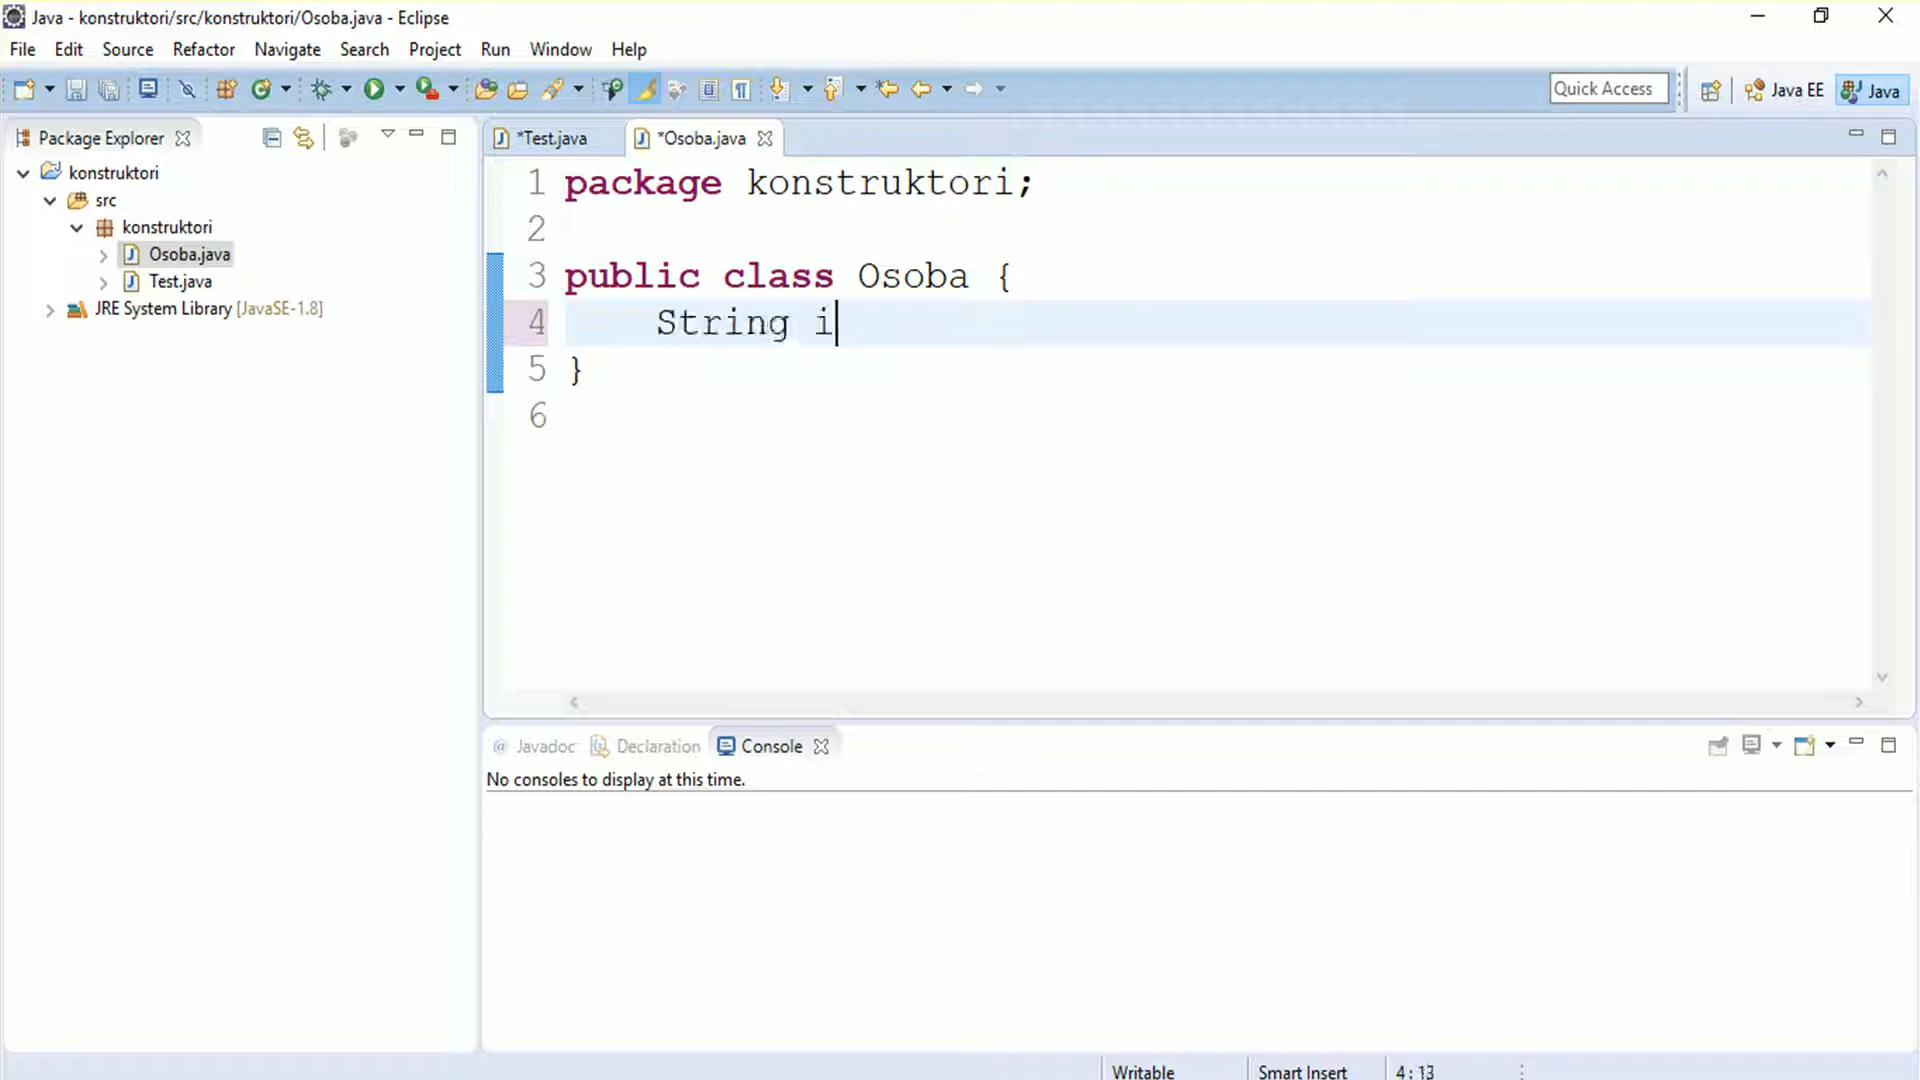 Java - konstruktori/src/konstruktori/Osoba.java - Eclipse
File Edit Source Refactor Navigate Search Project Run Window Help
Quick Access Java EE Java
Package Explorer
konstruktori
src
konstruktori
Osoba.java
Test.java
JRE System Library [JavaSE-1.8]
*Test.java *Osoba.java
1 package konstruktori;
2
3 public class Osoba {
4 String i
5 }
6
@ Javadoc Declaration Console
No consoles to display at this time.
Writable Smart Insert 4 : 13